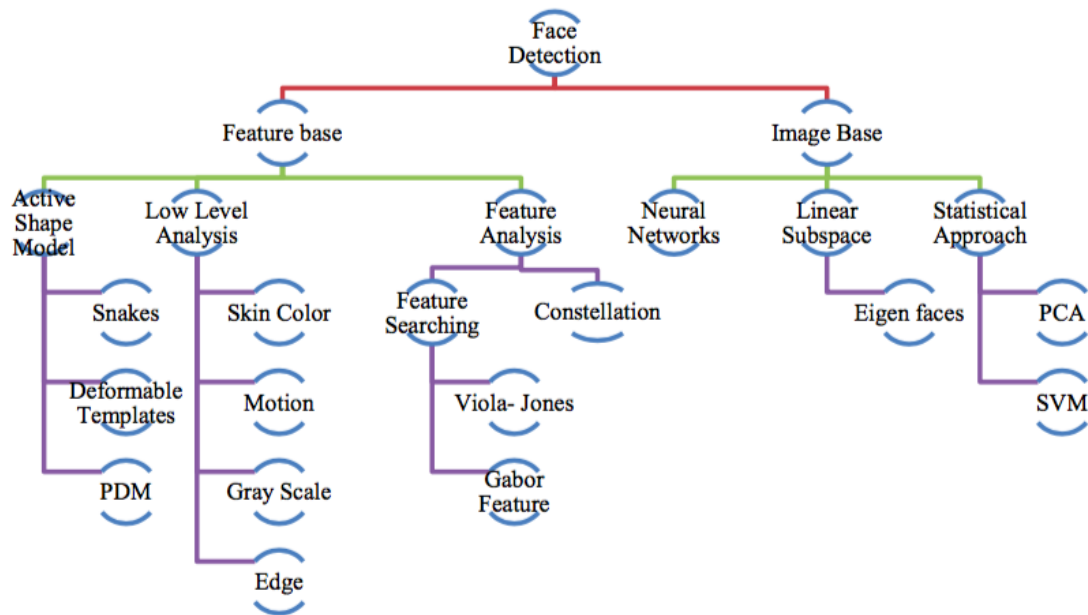 Face
Detection
Feature base
Image Base
Active
Shape
Model
Low Level
Analysis
Feature
Analysis
Neural
Networks
Linear
Subspace
Statistical
Approach
Snakes
Deformable
Templates
PDM
Skin Color
Motion
Gray Scale
Edge
Feature
Searching
Constellation
Viola- Jones
Gabor
Feature
Eigen faces
PCA
SVM